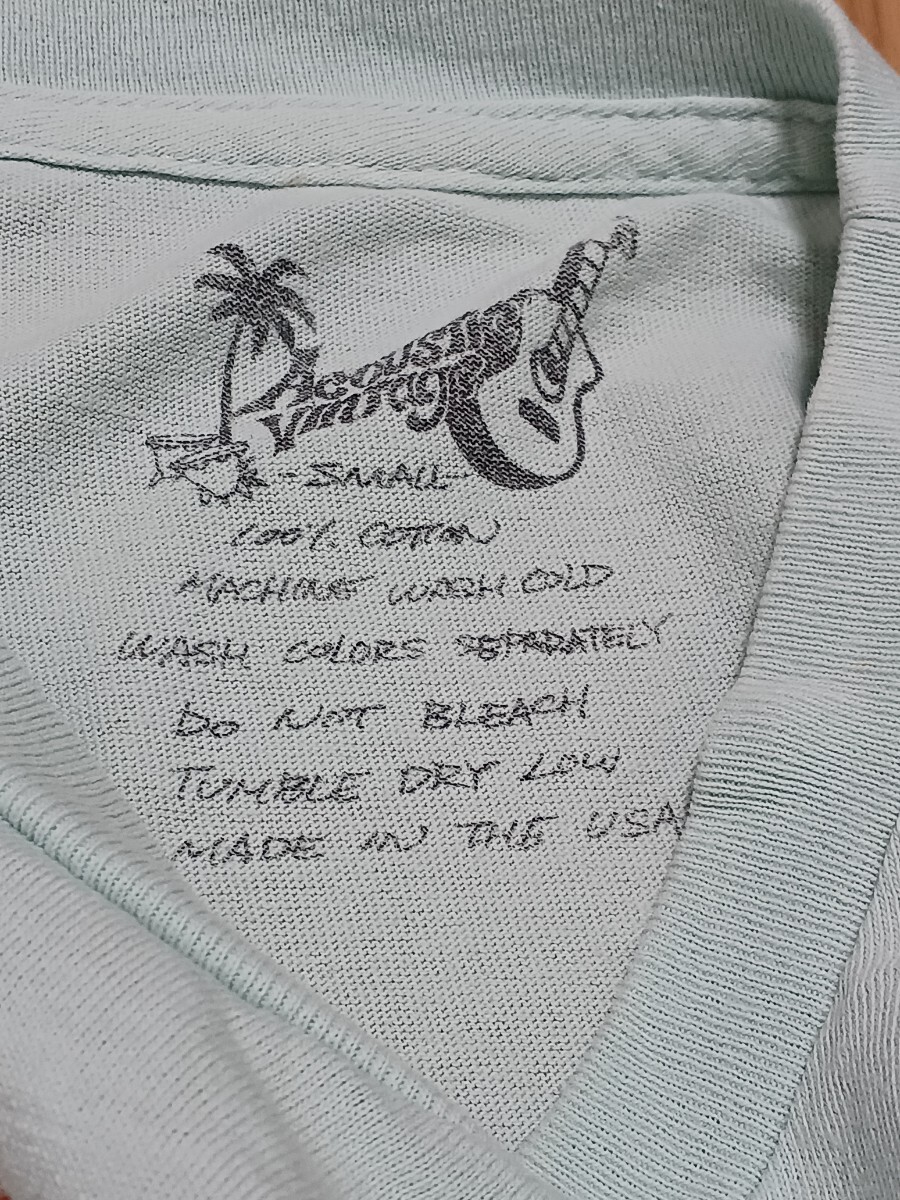 Acoustic
Vintage
-SMALL-
100% COTTON
MACHINE WASH COLD
WASH COLORS SEPARATELY
DO NOT BLEACH
TUMBLE DRY LOW
MADE IN THE USA